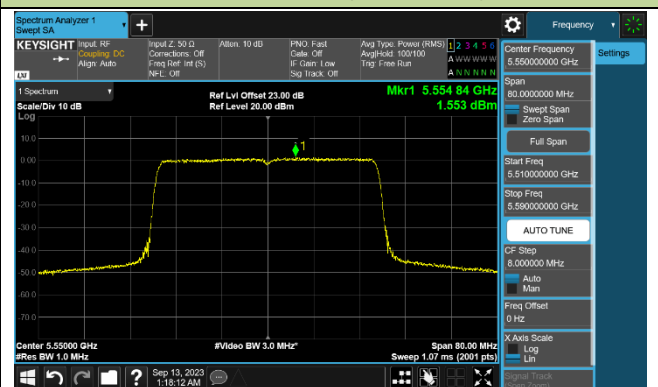 Spectrum Analyzer 1
Swept SA
Frequency
KEYSIGHT
Input: RF
Coupling: DC
Align: Auto
Input Z: 50 Ω
Corrections: Off
Freq Ref: Int (S)
NFE: Off
Atten: 10 dB
PNO: Fast
Gate: Off
IF Gain: Low
Sig Track: Off
Avg Type: Power (RMS)
Avg|Hold: 100/100
Trig: Free Run
1 2 3 4 5 6
A W W W W W
A N N N N N
LXI
1 Spectrum
Scale/Div 10 dB
Log
Ref Lvl Offset 23.00 dB
Ref Level 20.00 dBm
Mkr1 5.554 84 GHz
1.553 dBm
10.0
0.00
-10.0
-20.0
-30.0
-40.0
-50.0
-60.0
-70.0
1
Center 5.55000 GHz
#Res BW 1.0 MHz
#Video BW 3.0 MHz*
Span 80.00 MHz
Sweep 1.07 ms (2001 pts)
Sep 13, 2023
1:18:12 AM
Center Frequency
5.550000000 GHz
Span
80.0000000 MHz
Swept Span
Zero Span
Full Span
Start Freq
5.510000000 GHz
Stop Freq
5.590000000 GHz
AUTO TUNE
CF Step
8.000000 MHz
Auto
Man
Freq Offset
0 Hz
X Axis Scale
Log
Lin
Signal Track
(Span Zoom)
Settings